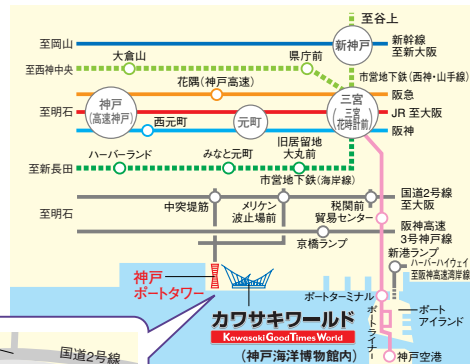 至谷上
至岡山
新神戸
新幹線
至新大阪
大倉山
県庁前
至西神中央
市営地下鉄(西神・山手線)
花隈(神戸高速)
阪急
神戸
(高速神戸)
三宮
(三宮
花時計前)
至明石
元町
JR 至大阪
西元町
阪神
旧居留地
大丸前
ハーバーランド
みなと元町
至新長田
市営地下鉄(海岸線)
中突堤筋
メリケン
波止場前
税関前
貿易センター
国道2号線
至大阪
至明石
阪神高速
3号神戸線
京橋ランプ
新港ランプ
ハーバーハイウェイ
至阪神高速湾岸線
神戸
ポートタワー
ポートターミナル
ポート
アイランド
ポートライナー
カワサキワールド
Kawasaki Good Times World
(神戸海洋博物館内)
神戸空港
国道2号線